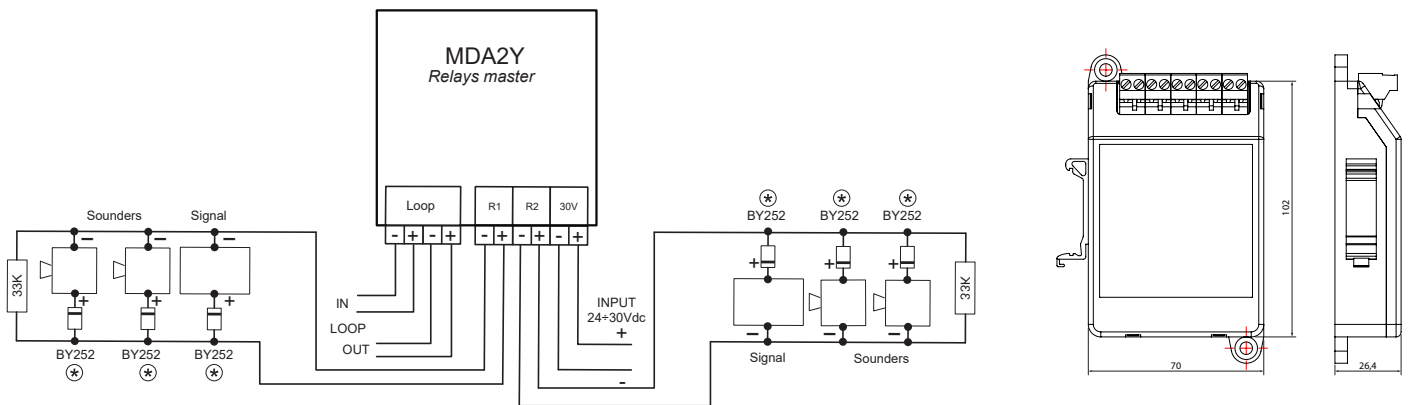 MDA2Y
Relays master
Loop R1 R2 30V
- + - + - + - + - +
Sounders Signal
- - -
33K
+ + +
BY252 BY252 BY252
* * *
IN
LOOP
OUT
INPUT
24÷30Vdc
+
-
* * *
BY252 BY252 BY252
+ + +
33K
- - -
Signal Sounders
102
70
26,4